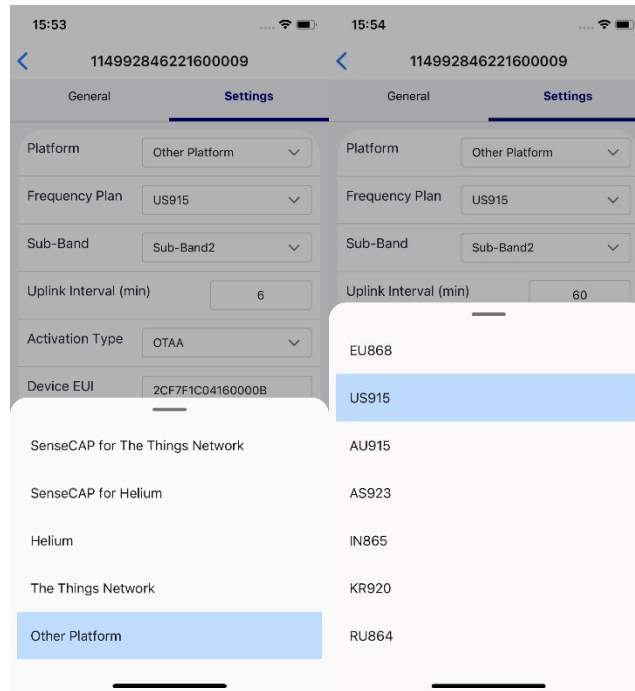 15:53
114992846221600009
General Settings
Platform Other Platform
Frequency Plan US915
Sub-Band Sub-Band2
Uplink Interval (min) 6
Activation Type OTAA
Device EUI 2CF7F1C04160000B
SenseCAP for The Things Network
SenseCAP for Helium
Helium
The Things Network
Other Platform
15:54
114992846221600009
General Settings
Platform Other Platform
Frequency Plan US915
Sub-Band Sub-Band2
Uplink Interval (min) 60
EU868
US915
AU915
AS923
IN865
KR920
RU864